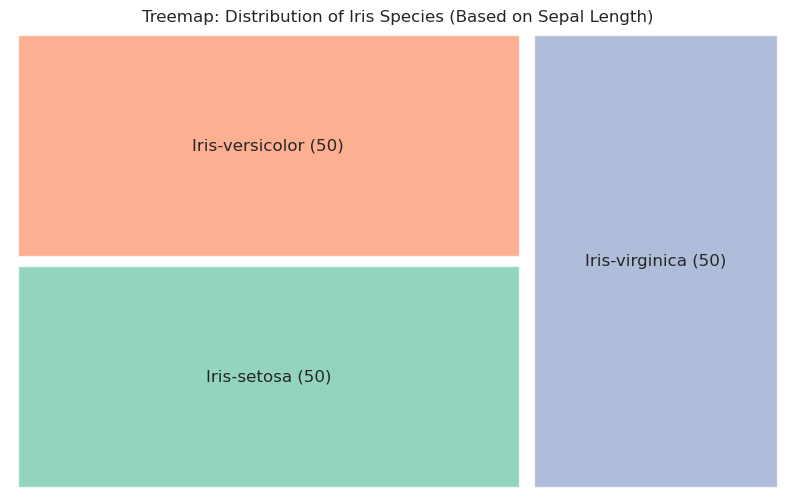 Treemap: Distribution of Iris Species (Based on Sepal Length)
Iris-versicolor (50)
Iris-virginica (50)
Iris-setosa (50)